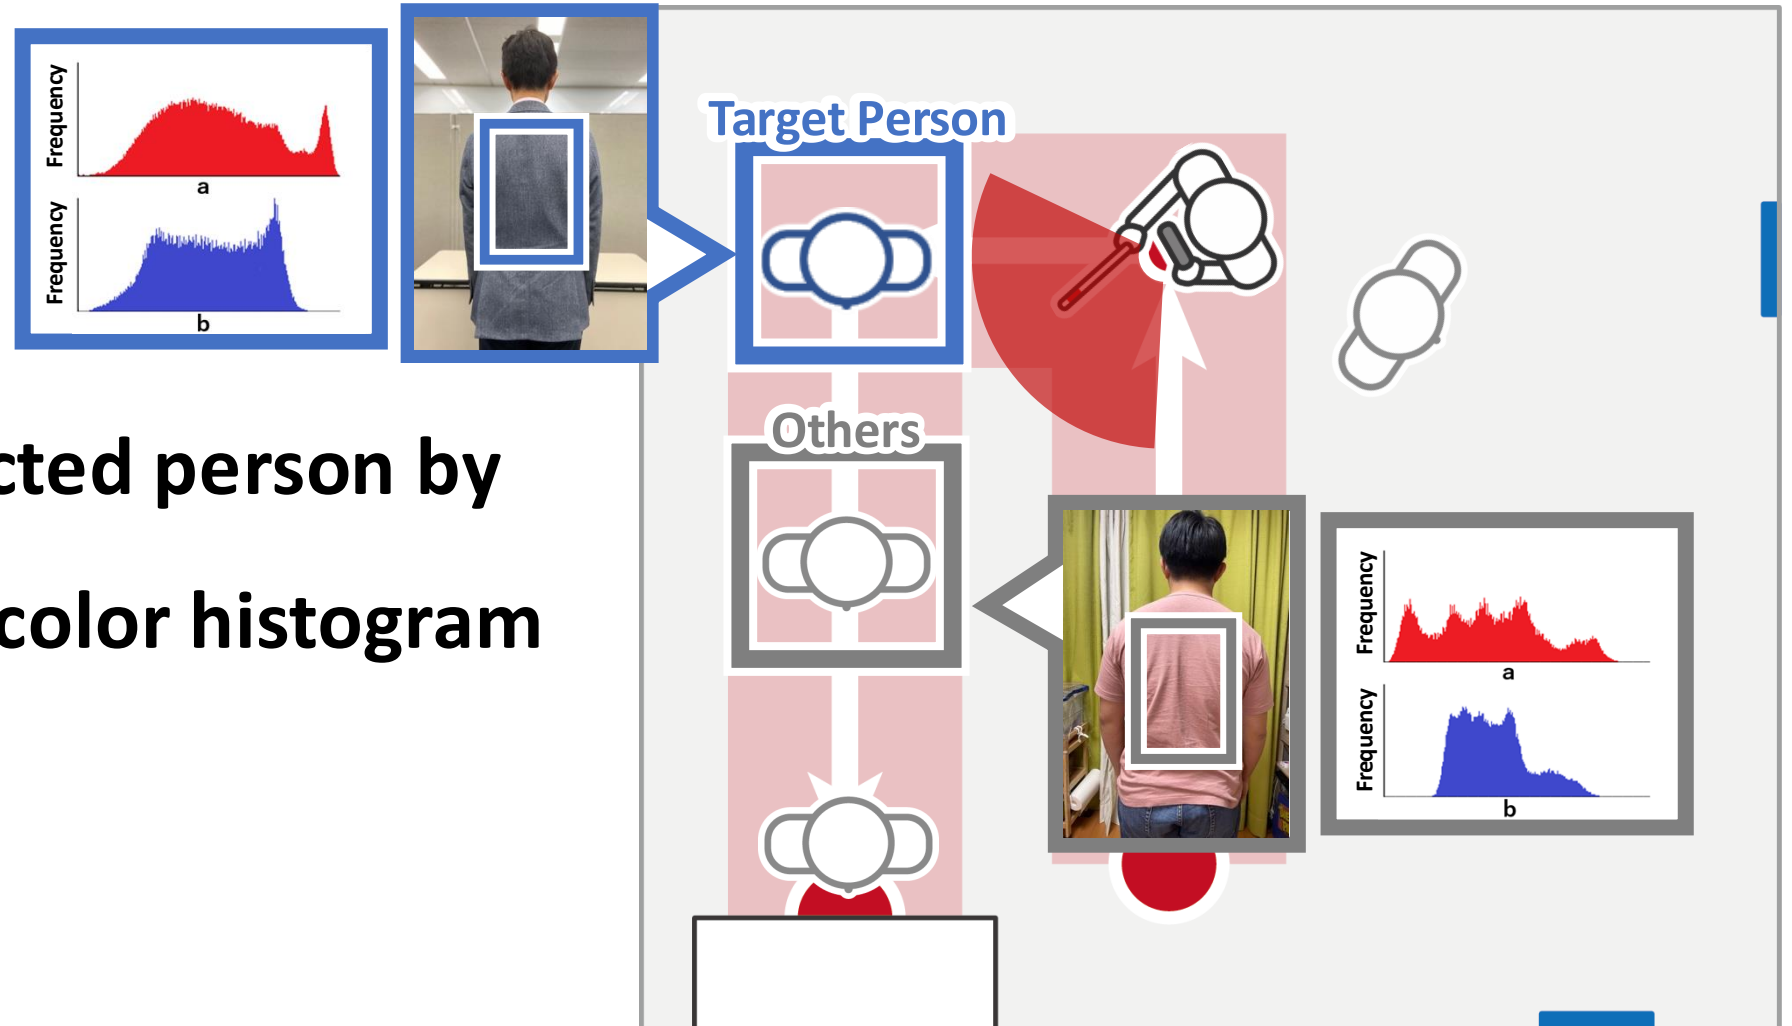 Frequency
a
Frequency
b
Target Person
Others
cted person by
color histogram
Frequency
a
Frequency
b